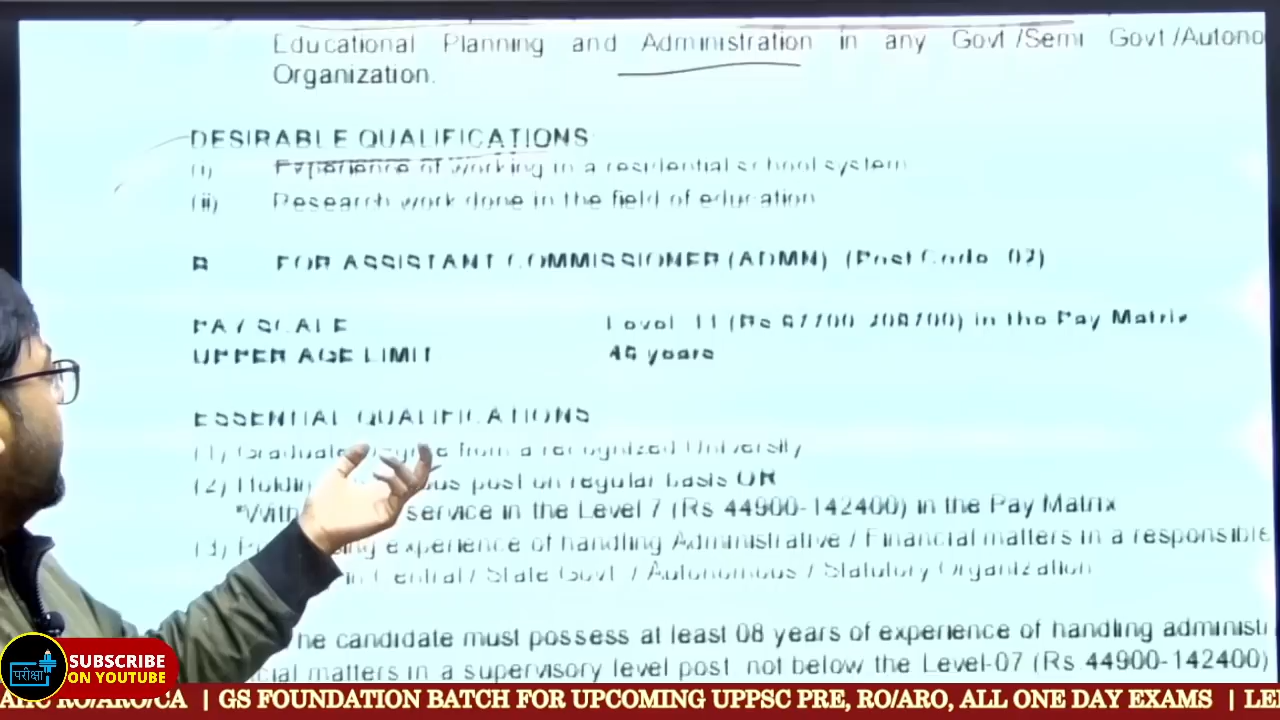 Educational Planning and Administration in any Govt /Semi Govt /Autono
Organization.
DESIRABLE QUALIFICATIONS
(i) Experience of working in a residential school system
(ii) Research work done in the field of education
B FOR ASSISTANT COMMISSIONER (ADMN) (Post Code 02)
PAY SCALE Level 11 (Rs 67700-208700) in the Pay Matrix
UPPER AGE LIMIT 45 years
ESSENTIAL QUALIFICATIONS
(1) Graduate from a recognized University
(2) post on regular basis OR
service in the Level 7 (Rs 44900-142400) in the Pay Matrix
(3) experience of handling Administrative / Financial matters in a responsible
in Central / State Govt / Autonomous / Statutory Organization
he candidate must possess at least 08 years of experience of handling administ
cial matters in a supervisory level post not below the Level-07 (Rs 44900-142400)
परीक्षा
SUBSCRIBE
ON YOUTUBE
RO/ARO/CA | GS FOUNDATION BATCH FOR UPCOMING UPPSC PRE, RO/ARO, ALL ONE DAY EXAMS | LE